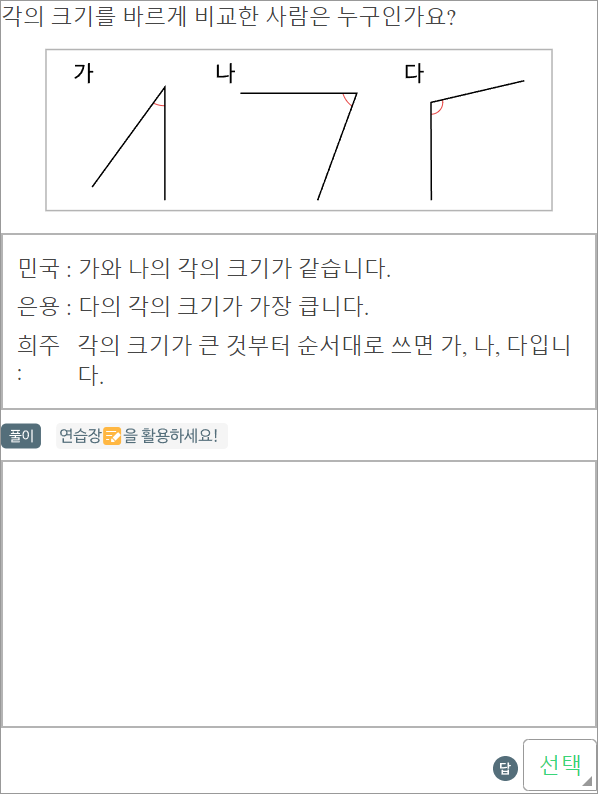 각의 크기를 바르게 비교한 사람은 누구인가요?
가 나 다
민국 : 가와 나의 각의 크기가 같습니다.
은용 : 다의 각의 크기가 가장 큽니다.
희주 : 각의 크기가 큰 것부터 순서대로 쓰면 가, 나, 다입니
다.
풀이 연습장을 활용하세요!
답 선택